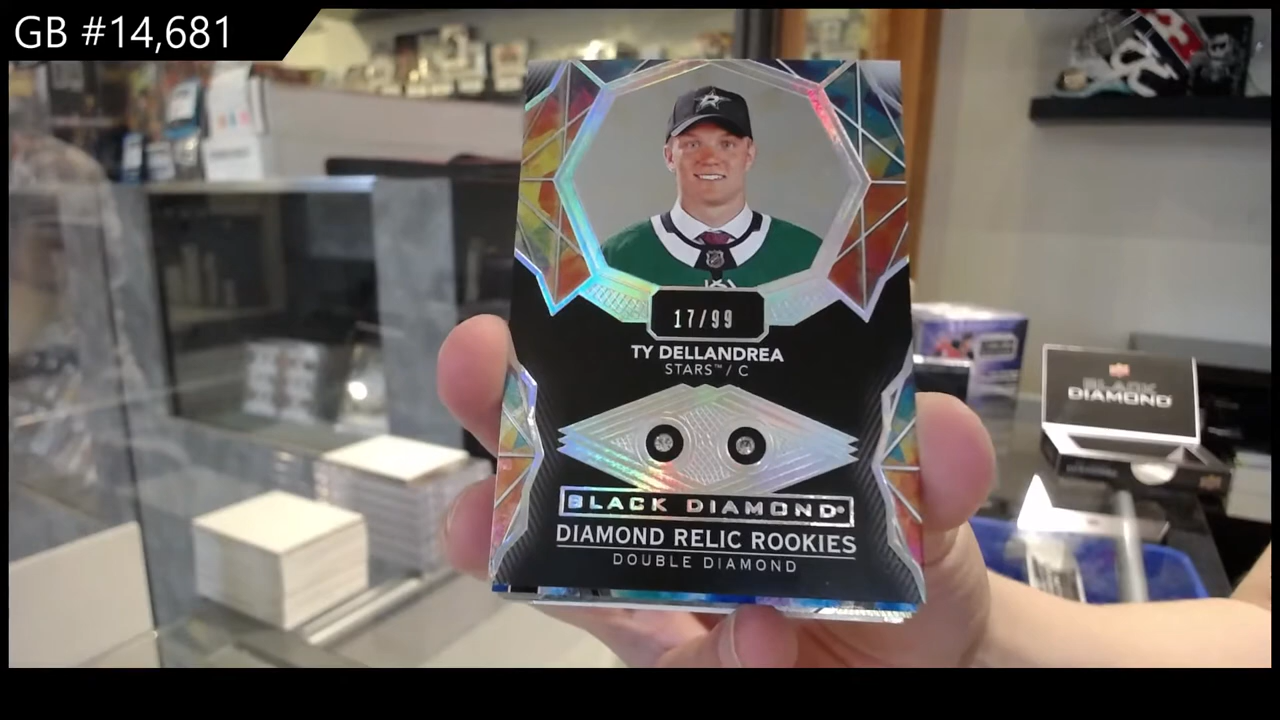 GB #14,681
17/99
TY DELLANDREA
STARS™ / C
BLACK DIAMOND®
DIAMOND RELIC ROOKIES
DOUBLE DIAMOND
BLACK
DIAMOND